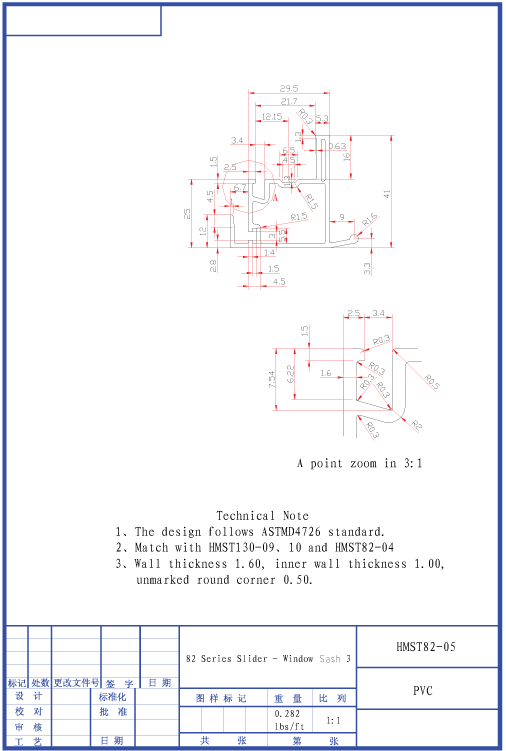 29.5
21.7
12.15
R0.3
5.3
3.4
1.3
0.63
6.5
4.5
1.5
2.5
16
6.7
A
R1.5
41
4.5
25
R1.5
9
R1.6
12
3
5.5
2.8
1.4
1.5
4.5
3.3
2.5
3.4
1.5
R0.3
7.54
6.22
1.6
R0.3
R0.3
R0.5
R0.3
R2
A point zoom in 3:1
Technical Note
1、The design follows ASTMD4726 standard.
2、Match with HMST130-09、10 and HMST82-04
3、Wall thickness 1.60, inner wall thickness 1.00,
unmarked round corner 0.50.
标记 处数 更改文件号 签 字 日 期
设 计 标准化
校 对 批 准
审 核
工 艺 日 期
82 Series Slider - Window Sash 3
图 样 标 记 重 量 比 列
0.282
lbs/ft
1:1
共 张 第 张
HMST82-05
PVC